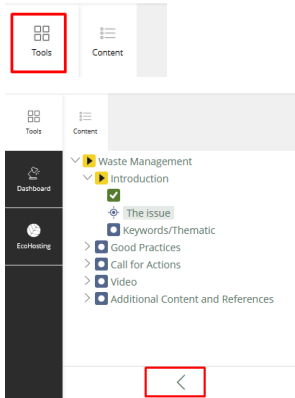 Tools
Content
Tools
Content
Waste Management
Dashboard
Introduction
The issue
Keywords/Thematic
EcoHosting
Good Practices
Call for Actions
Video
Additional Content and References